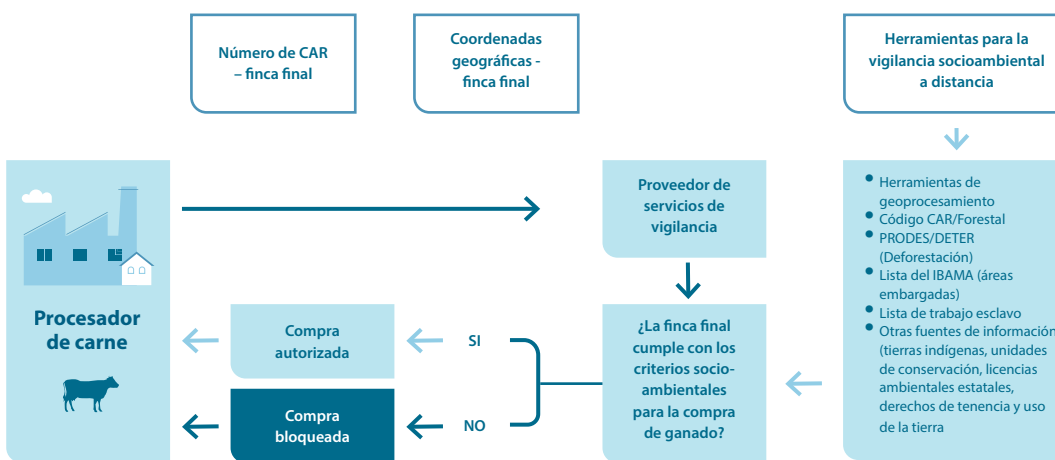 Número de CAR
– finca final
Coordenadas
geográficas -
finca final
Herramientas para la
vigilancia socioambiental
a distancia
Procesador
de carne
Proveedor de
servicios de
vigilancia
¿La finca final
cumple con los
criterios socio-
ambientales
para la compra
de ganado?
SI
NO
Compra
autorizada
Compra
bloqueada
• Herramientas de
geoprocesamiento
• Código CAR/Forestal
• PRODES/DETER
(Deforestación)
• Lista del IBAMA (áreas
embargadas)
• Lista de trabajo esclavo
• Otras fuentes de información
(tierras indígenas, unidades
de conservación, licencias
ambientales estatales,
derechos de tenencia y uso
de la tierra